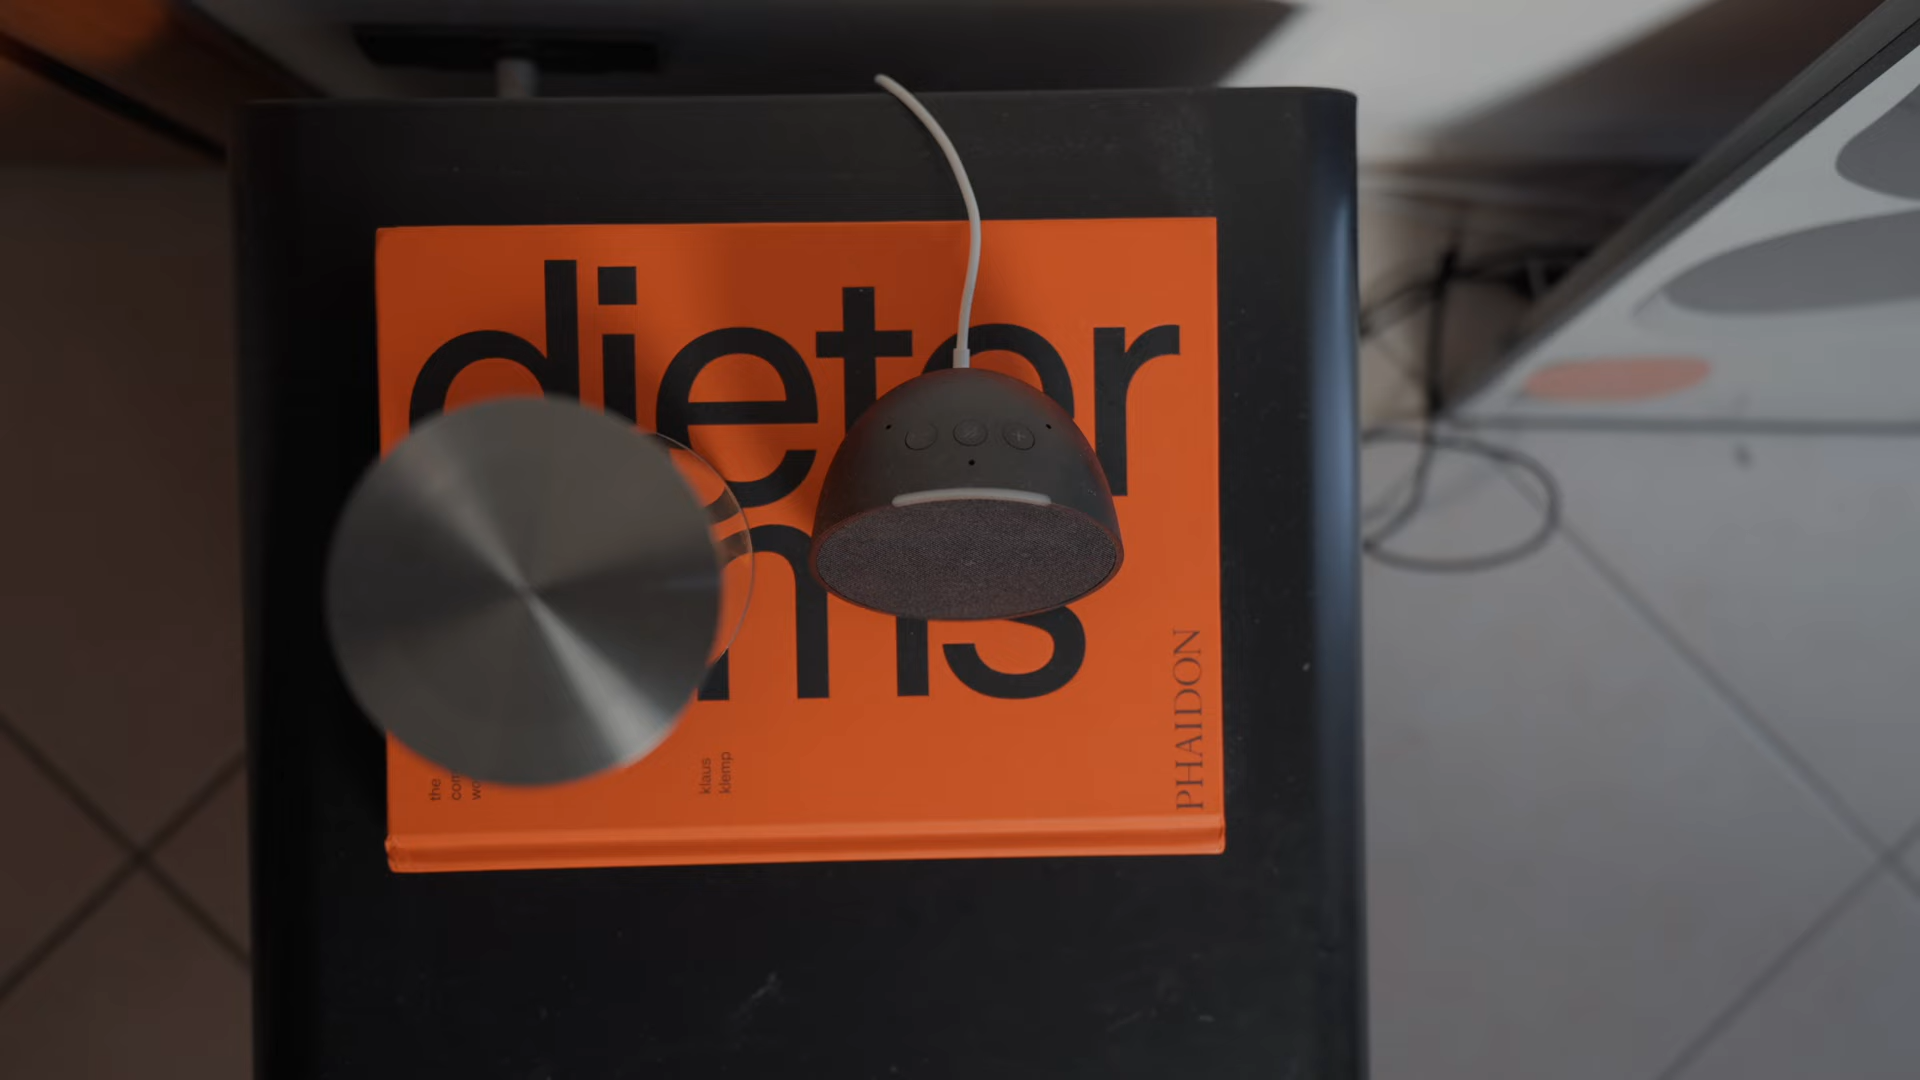 dieter
ms
the
klaus
klemp
PHAIDON